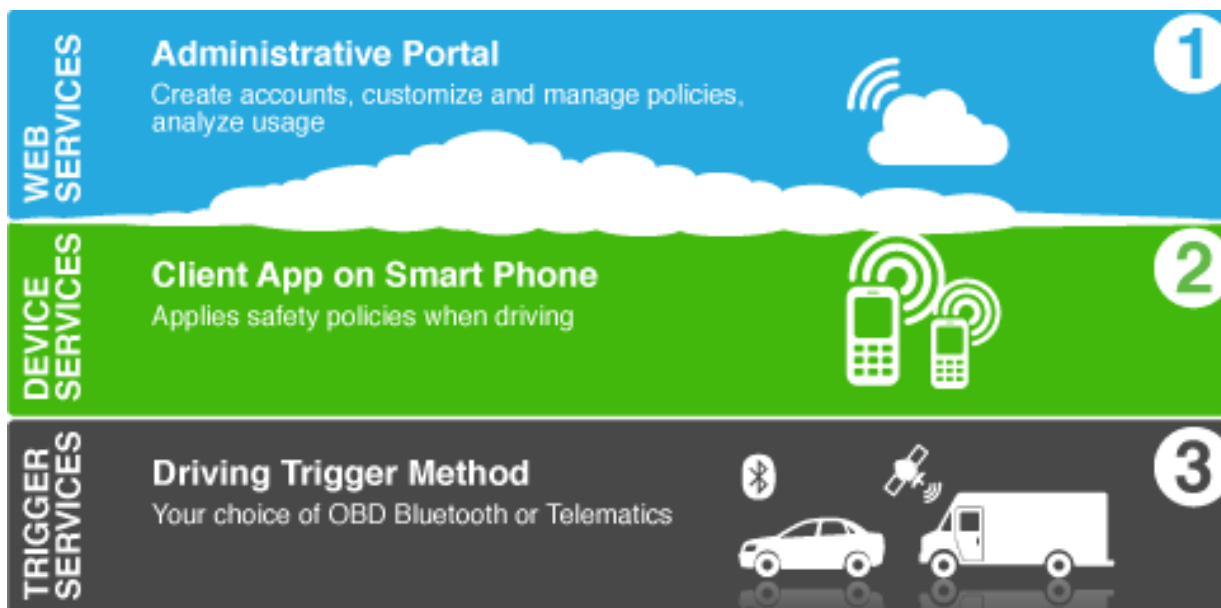 WEB
SERVICES
Administrative Portal
Create accounts, customize and manage policies,
analyze usage
1
DEVICE
SERVICES
Client App on Smart Phone
Applies safety policies when driving
2
TRIGGER
SERVICES
Driving Trigger Method
Your choice of OBD Bluetooth or Telematics
3